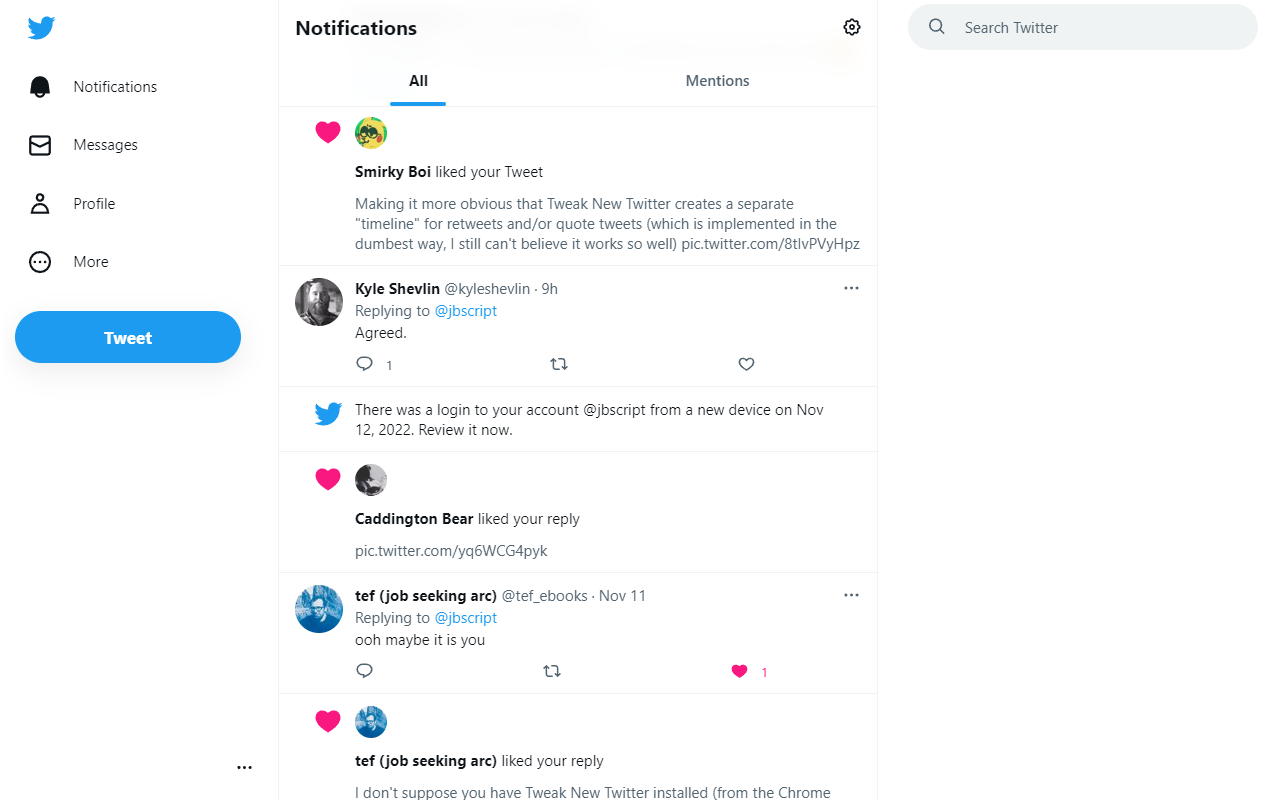 Notifications
Messages
Profile
More
Tweet
Notifications
All
Mentions
Smirky Boi liked your Tweet
Making it more obvious that Tweak New Twitter creates a separate
"timeline" for retweets and/or quote tweets (which is implemented in the
dumbest way, I still can't believe it works so well) pic.twitter.com/8tIvPVyHpz
Kyle Shevlin @kyleshevlin · 9h
Replying to @jbscript
Agreed.
1
There was a login to your account @jbscript from a new device on Nov
12, 2022. Review it now.
Caddington Bear liked your reply
pic.twitter.com/yq6WCG4pyk
tef (job seeking arc) @tef_ebooks · Nov 11
Replying to @jbscript
ooh maybe it is you
1
tef (job seeking arc) liked your reply
I don't suppose you have Tweak New Twitter installed (from the Chrome
Search Twitter